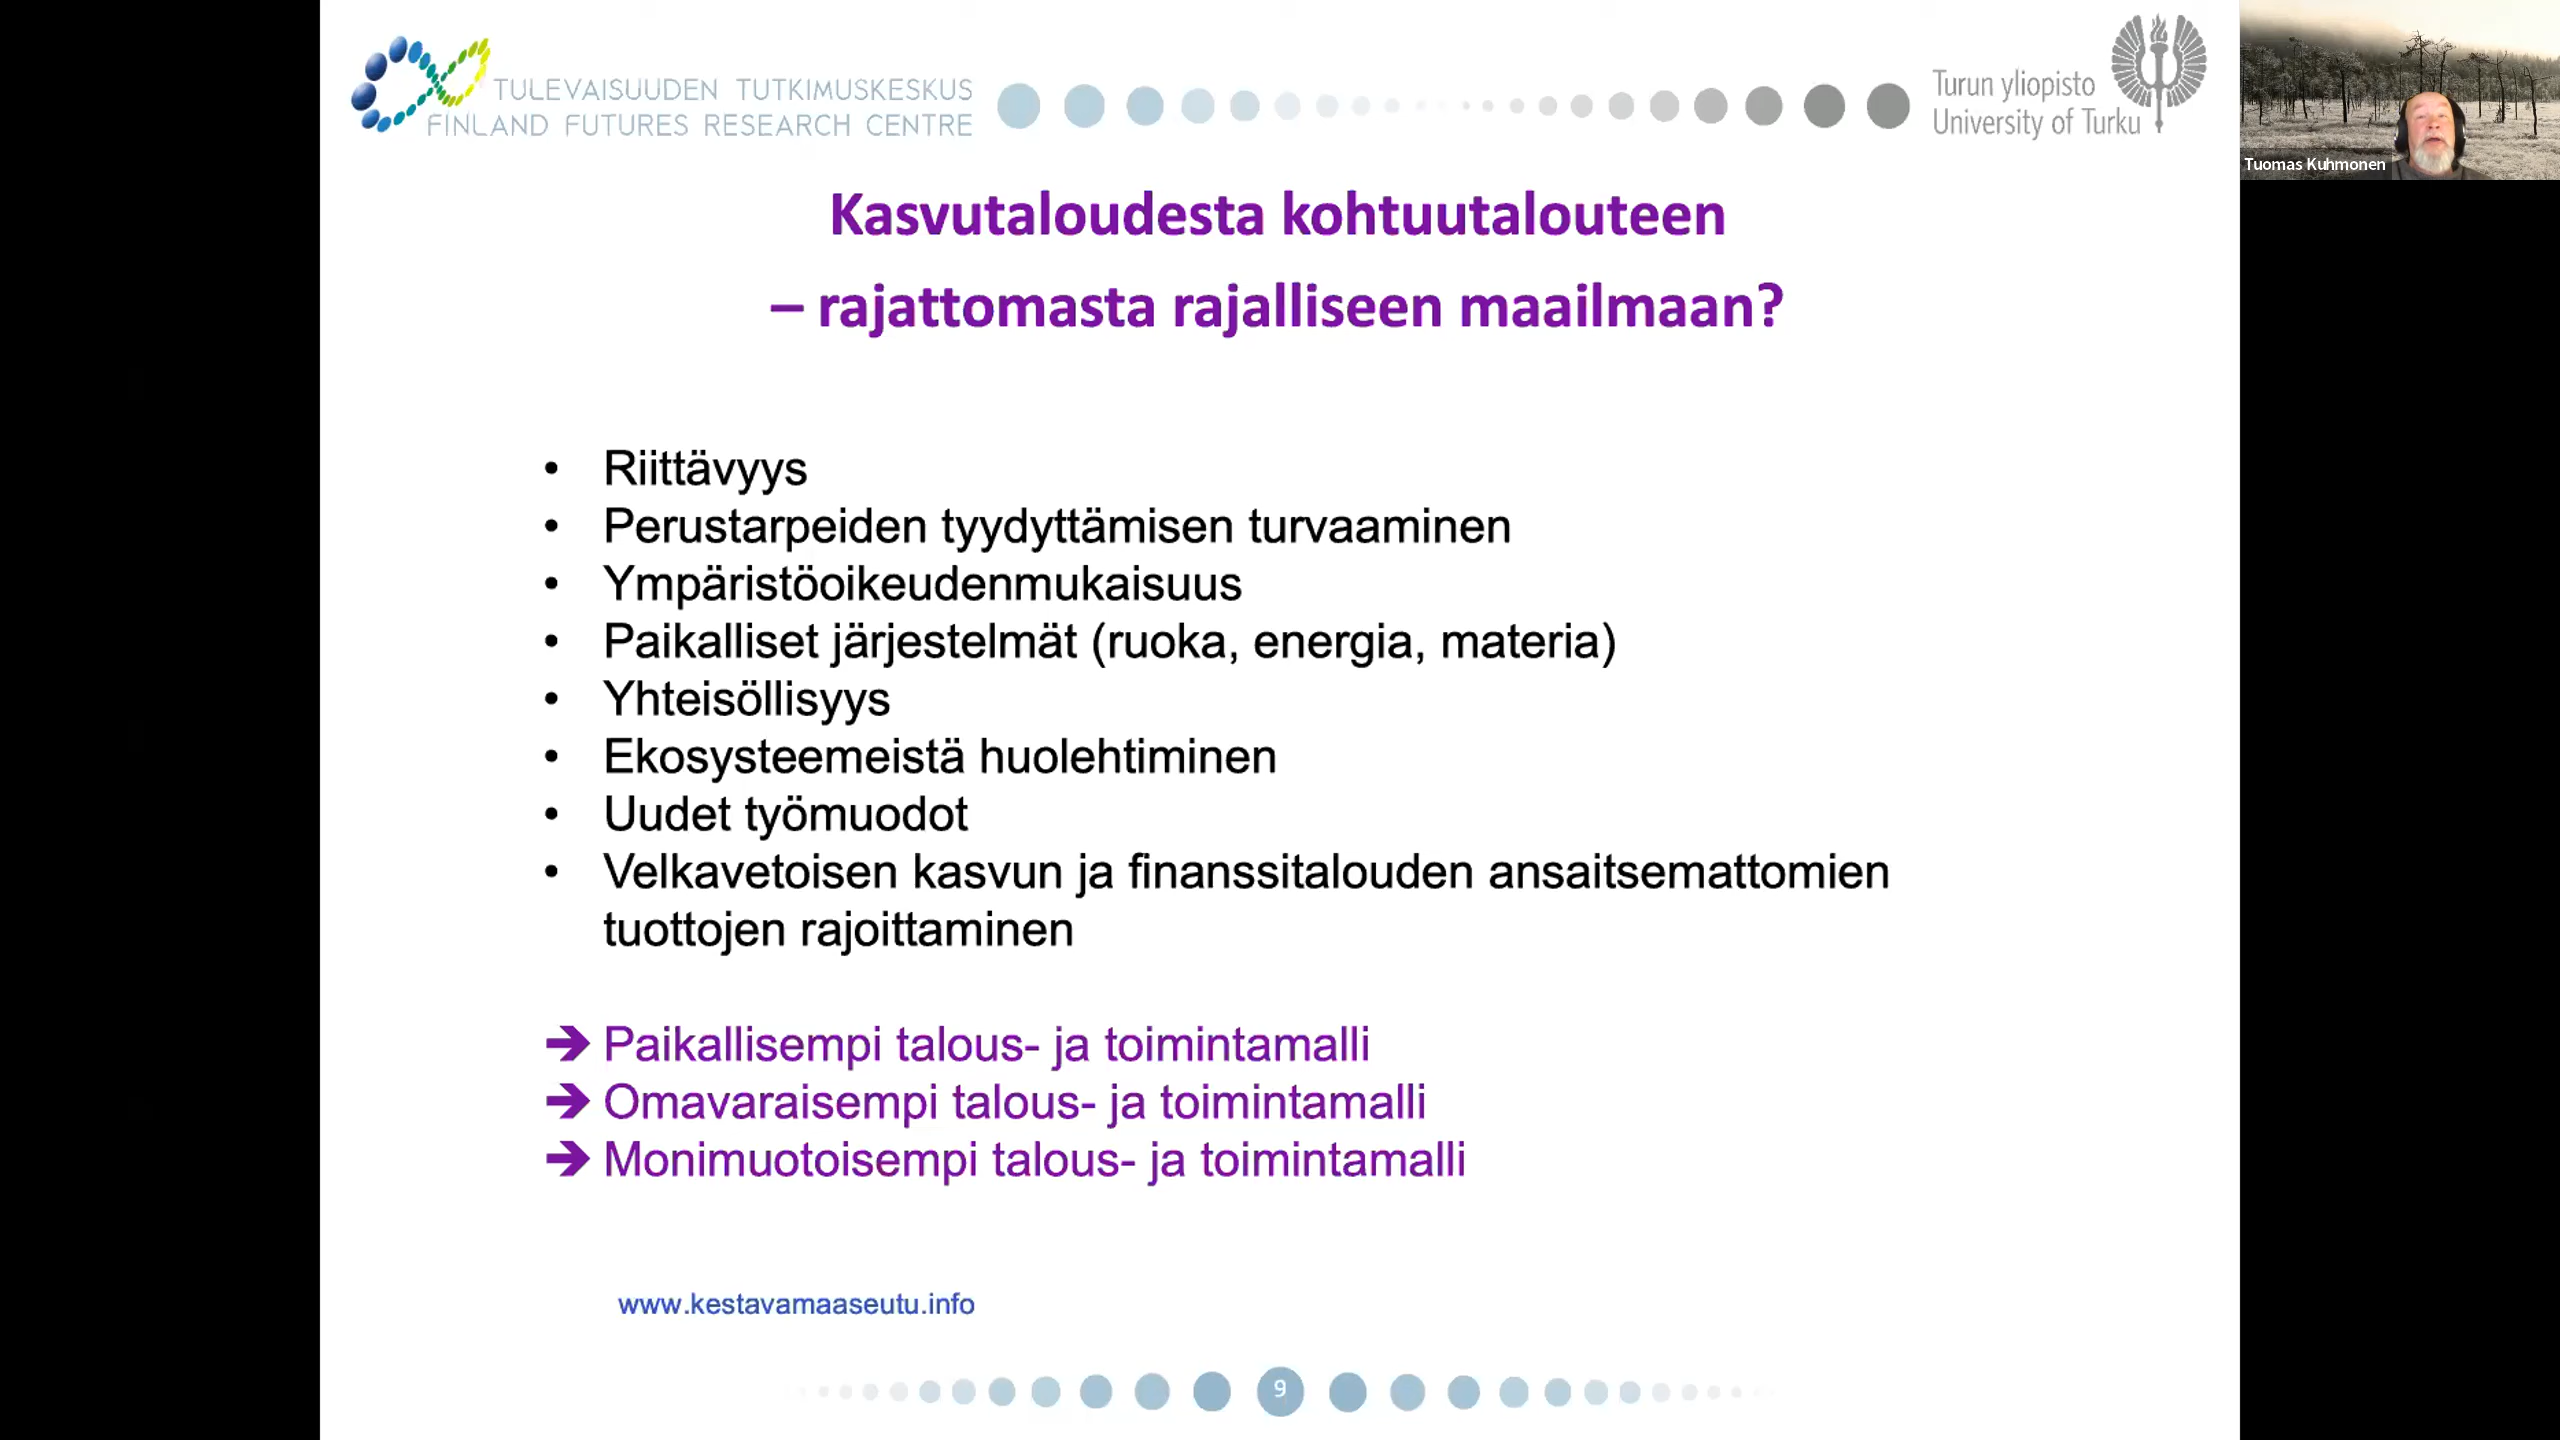 TULEVAISUUDEN TUTKIMUSKESKUS
FINLAND FUTURES RESEARCH CENTRE
Turun yliopisto
University of Turku
Tuomas Kuhmonen
Kasvutaloudesta kohtuutalouteen
– rajattomasta rajalliseen maailmaan?
• Riittävyys
• Perustarpeiden tyydyttämisen turvaaminen
• Ympäristöoikeudenmukaisuus
• Paikalliset järjestelmät (ruoka, energia, materia)
• Yhteisöllisyys
• Ekosysteemeistä huolehtiminen
• Uudet työmuodot
• Velkavetoisen kasvun ja finanssitalouden ansaitsemattomien
tuottojen rajoittaminen
➔ Paikallisempi talous- ja toimintamalli
➔ Omavaraisempi talous- ja toimintamalli
➔ Monimuotoisempi talous- ja toimintamalli
www.kestavamaaseutu.info
9